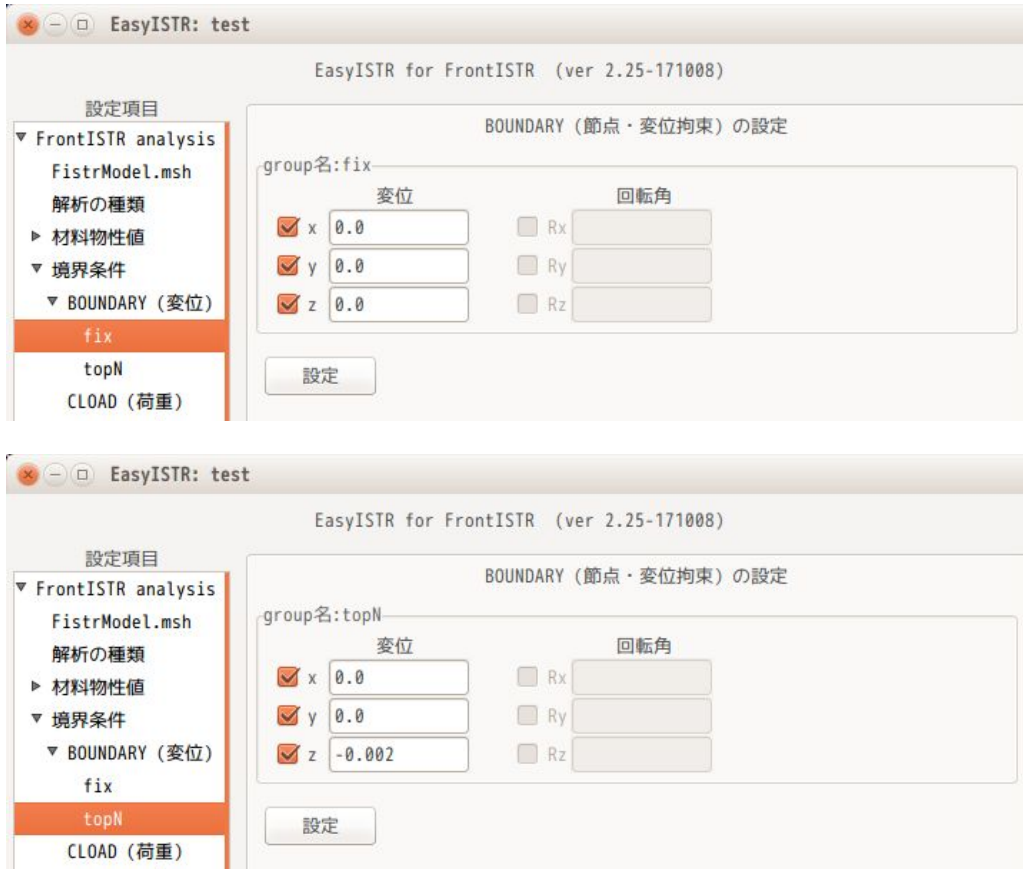 EasyISTR: test
EasyISTR for FrontISTR (ver 2.25-171008)
設定項目
FrontISTR analysis
FistrModel.msh
解析の種類
材料物性値
境界条件
BOUNDARY (変位)
fix
topN
CLOAD (荷重)
BOUNDARY (節点・変位拘束) の設定
group名:fix
変位 回転角
x 0.0 Rx
y 0.0 Ry
z 0.0 Rz
設定
EasyISTR: test
EasyISTR for FrontISTR (ver 2.25-171008)
設定項目
FrontISTR analysis
FistrModel.msh
解析の種類
材料物性値
境界条件
BOUNDARY (変位)
fix
topN
CLOAD (荷重)
BOUNDARY (節点・変位拘束) の設定
group名:topN
変位 回転角
x 0.0 Rx
y 0.0 Ry
z -0.002 Rz
設定